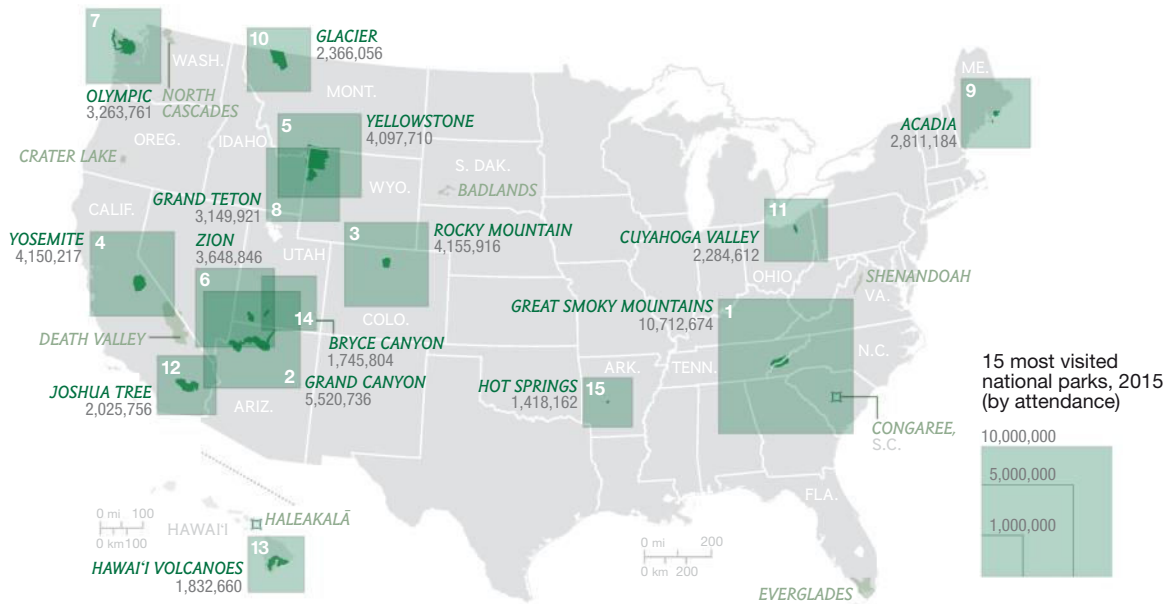 7
10
GLACIER
2,366,056
WASH.
ME.
9
MONT.
OLYMPIC
3,263,761
NORTH
CASCADES
5
YELLOWSTONE
4,097,710
ACADIA
2,811,184
OREG.
IDAHO
CRATER LAKE
S. DAK.
BADLANDS
WYO.
GRAND TETON
3,149,921
8
11
CALIF.
YOSEMITE
4,150,217
4
ZION
3,648,846
UTAH
3
ROCKY MOUNTAIN
4,155,916
CUYAHOGA VALLEY
2,284,612
OHIO
SHENANDOAH
VA.
6
GREAT SMOKY MOUNTAINS
10,712,674
1
14
COLO.
DEATH VALLEY
BRYCE CANYON
1,745,804
N.C.
12
2
GRAND CANYON
5,520,736
ARK.
TENN.
HOT SPRINGS
1,418,162
15
JOSHUA TREE
2,025,756
ARIZ.
CONGAREE,
S.C.
15 most visited
national parks, 2015
(by attendance)
10,000,000
5,000,000
1,000,000
FLA.
0 mi 100
0 km 100
HAWAI'I
HALEAKALĀ
13
HAWAI'I VOLCANOES
1,832,660
0 mi 200
0 km 200
EVERGLADES